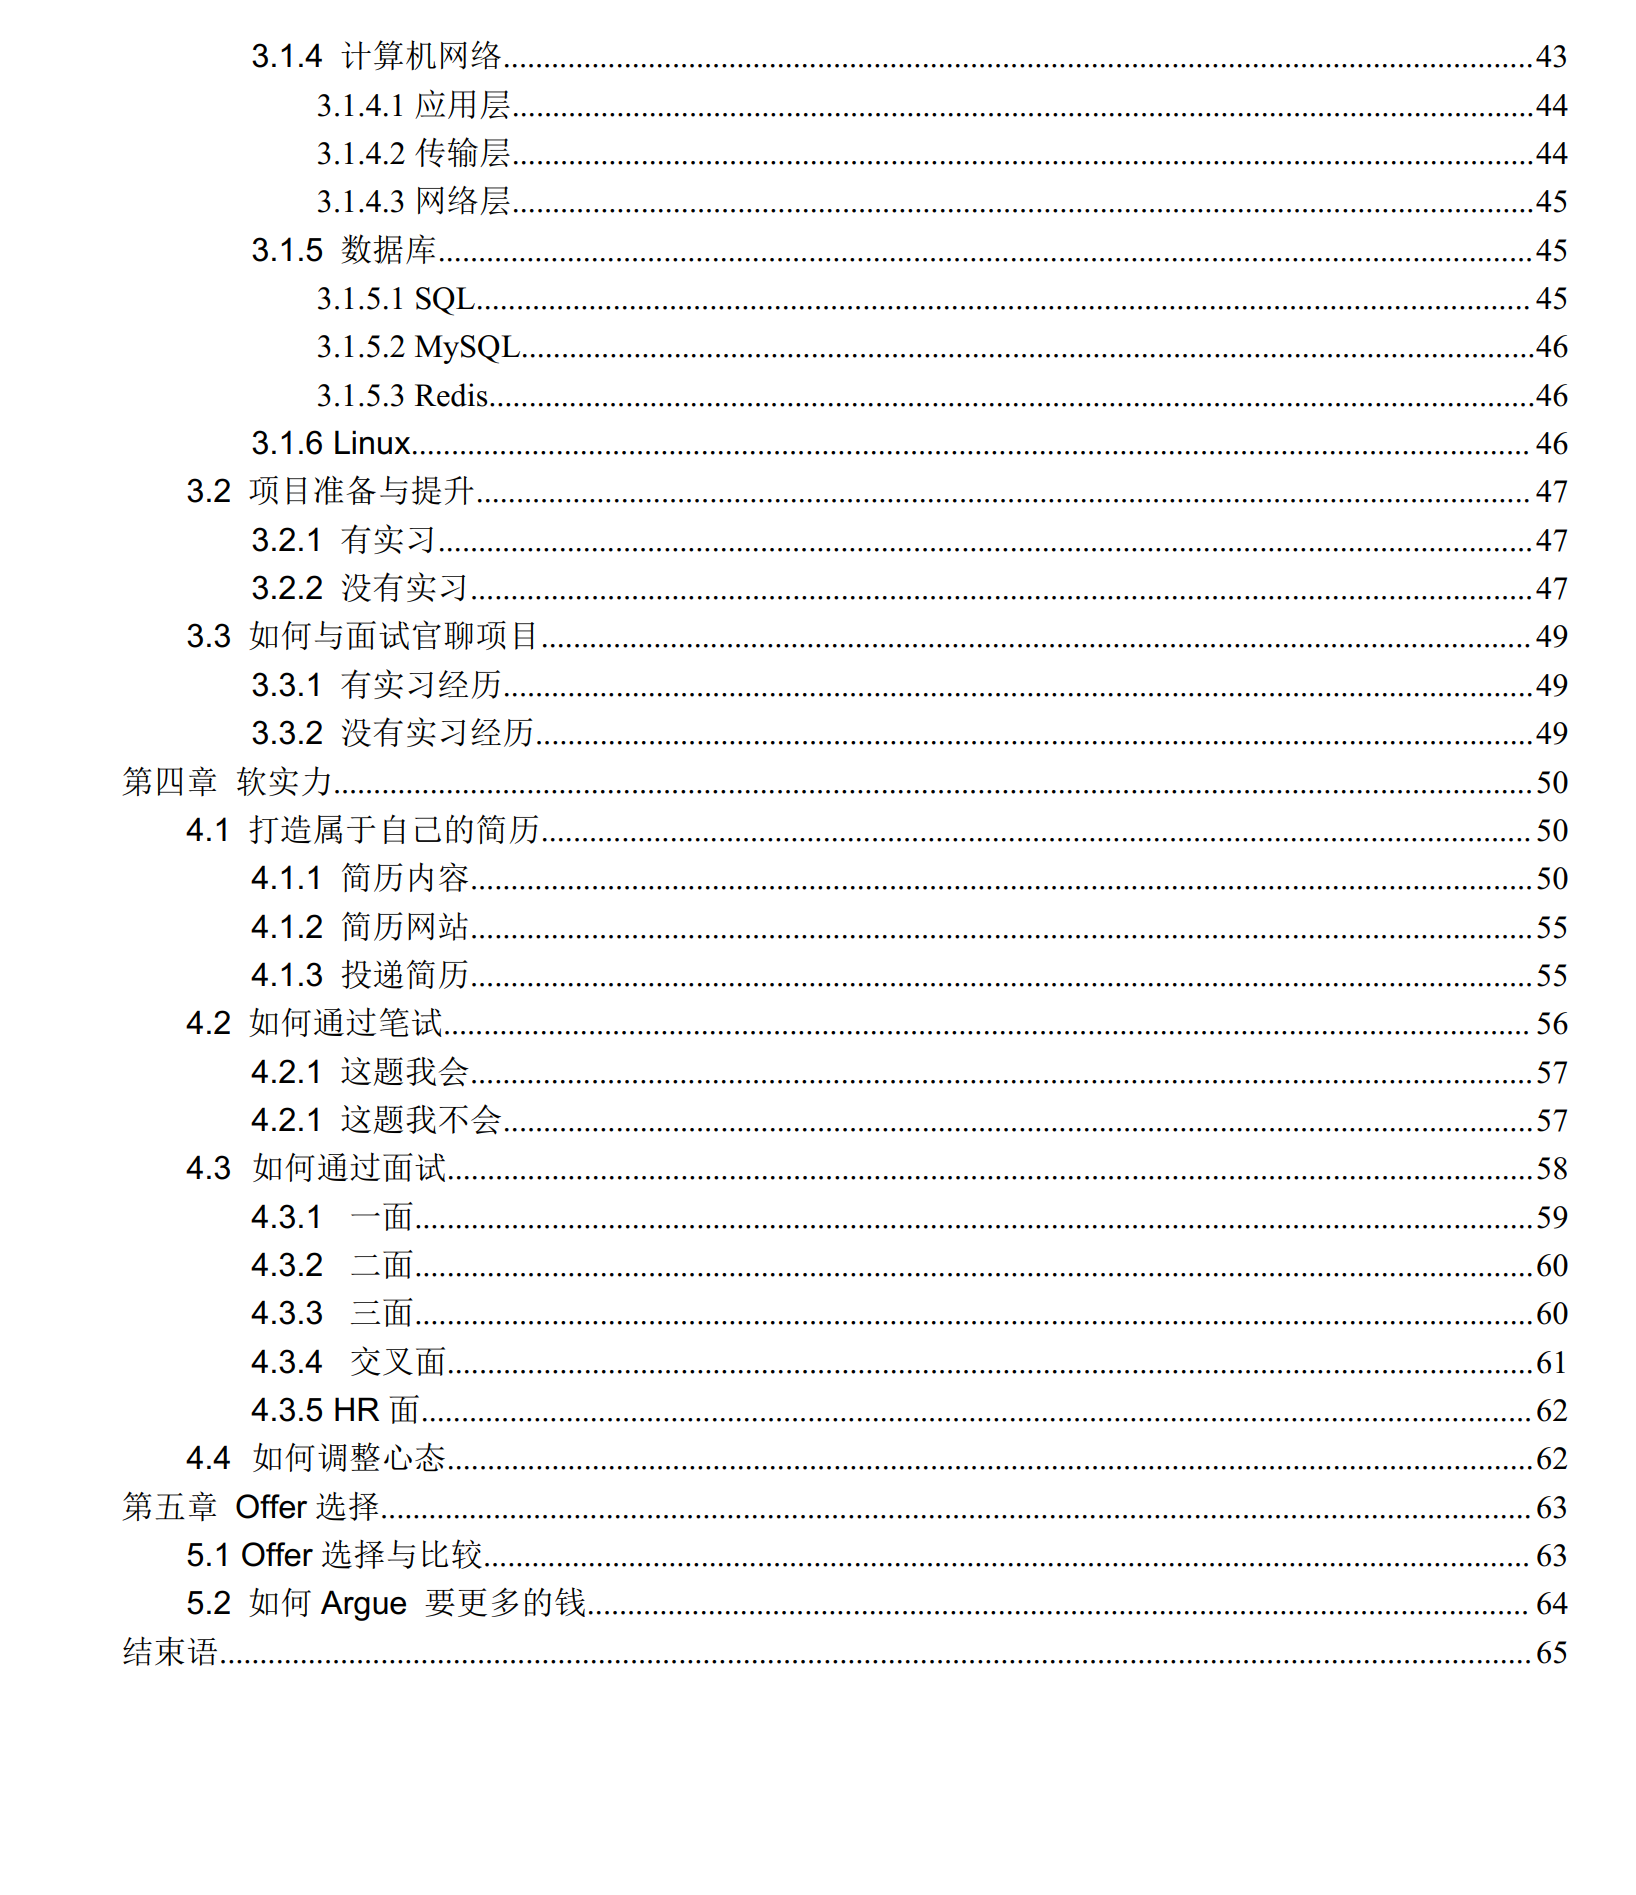 3.1.4 计算机网络........43
3.1.4.1 应用层........44
3.1.4.2 传输层........44
3.1.4.3 网络层........45
3.1.5 数据库........45
3.1.5.1 SQL........45
3.1.5.2 MySQL........46
3.1.5.3 Redis........46
3.1.6 Linux........46
3.2 项目准备与提升........47
3.2.1 有实习........47
3.2.2 没有实习........47
3.3 如何与面试官聊项目........49
3.3.1 有实习经历........49
3.3.2 没有实习经历........49
第四章 软实力........50
4.1 打造属于自己的简历........50
4.1.1 简历内容........50
4.1.2 简历网站........55
4.1.3 投递简历........55
4.2 如何通过笔试........56
4.2.1 这题我会........57
4.2.1 这题我不会........57
4.3 如何通过面试........58
4.3.1 一面........59
4.3.2 二面........60
4.3.3 三面........60
4.3.4 交叉面........61
4.3.5 HR 面........62
4.4 如何调整心态........62
第五章 Offer 选择........63
5.1 Offer 选择与比较........63
5.2 如何 Argue 要更多的钱........64
结束语........65